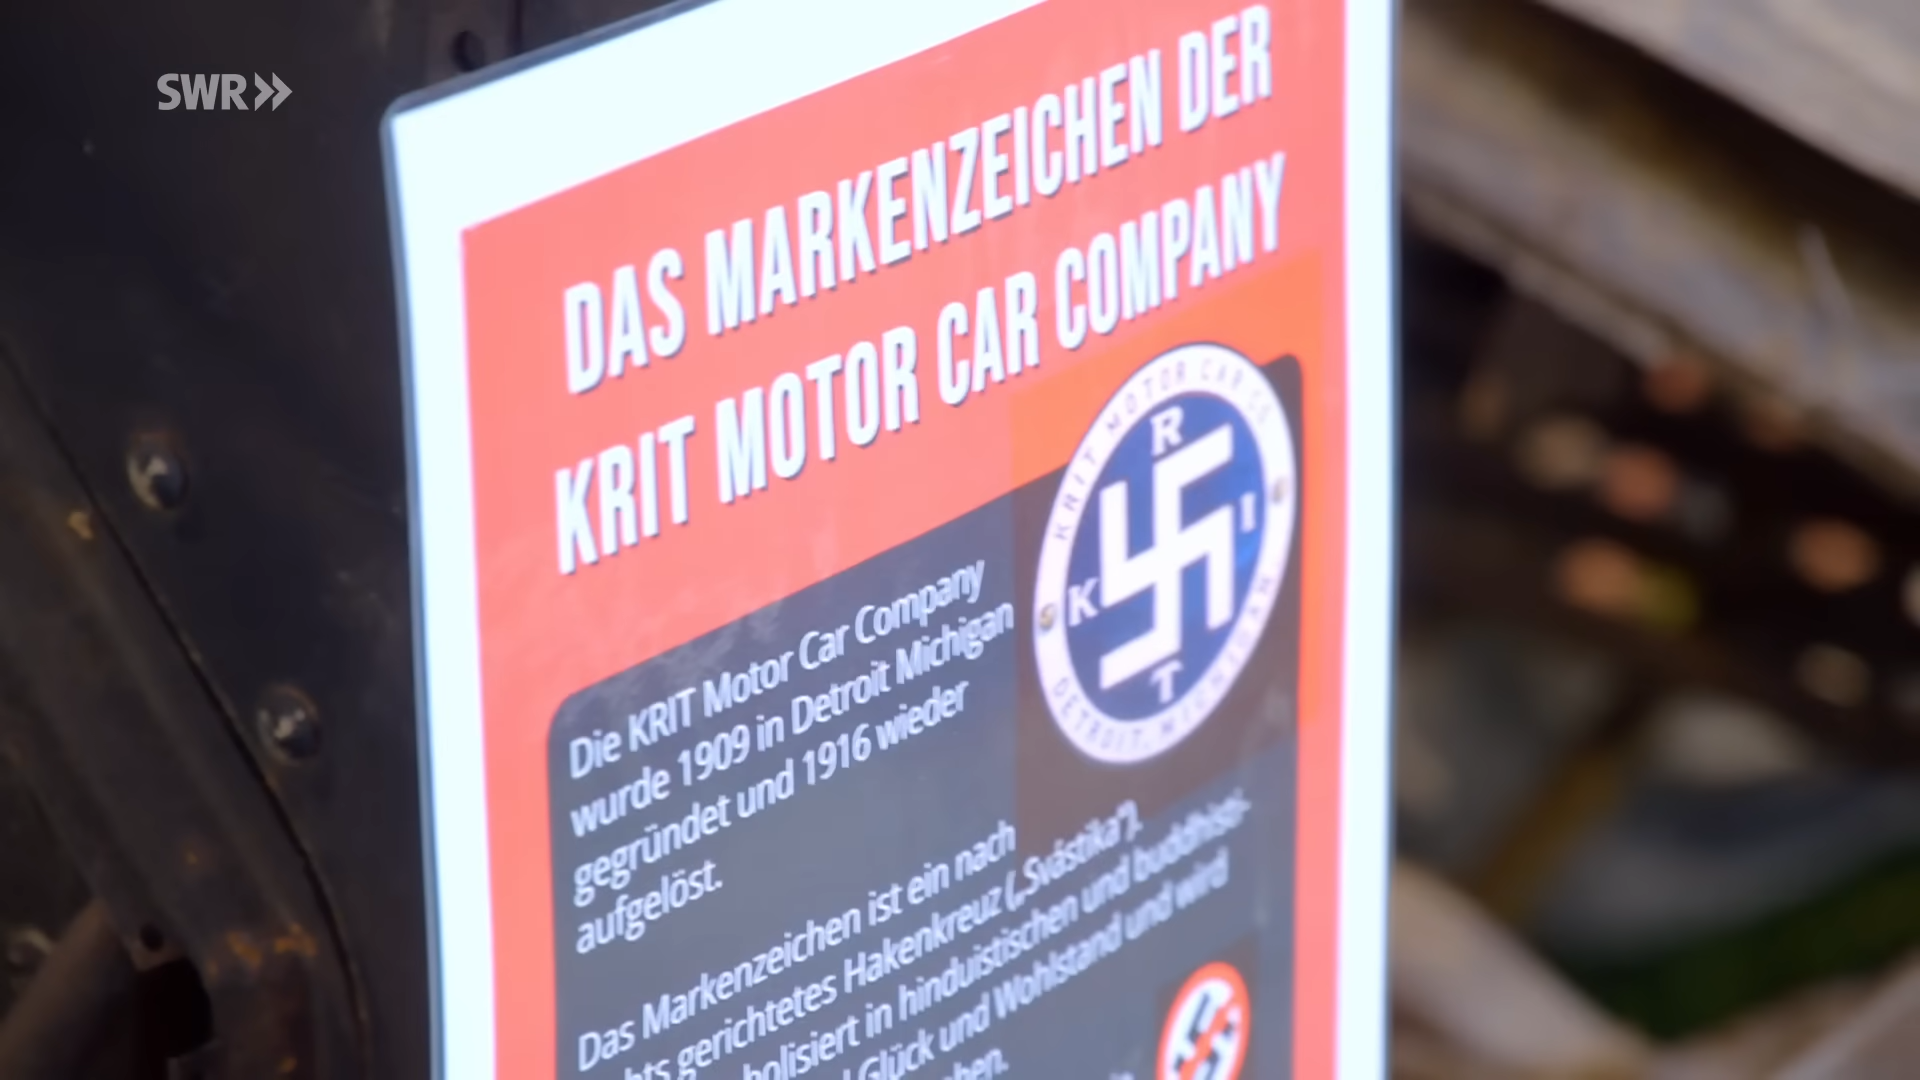 SWR
DAS MARKENZEICHEN DER
KRIT MOTOR CAR COMPANY
KRIT MOTOR CAR CO
R
K
I
T
DETROIT, MICHIGAN
Die KRIT Motor Car Company
wurde 1909 in Detroit Michigan
gegründet und 1916 wieder
aufgelöst.
Das Markenzeichen ist ein nach
gerichtetes Hakenkreuz („Svástika").
in hinduistischen und buddhisti-
Glück und Wohlstand und wird